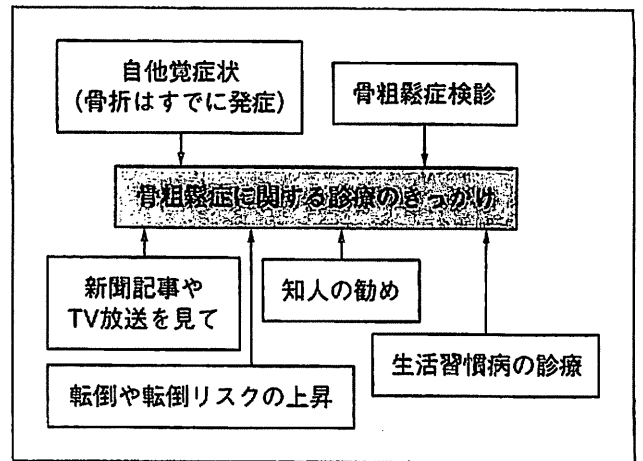 自他覚症状
(骨折はすでに発症)
骨粗鬆症検診
骨粗鬆症に関する診療のきっかけ
新聞記事や
TV放送を見て
知人の勧め
生活習慣病の診療
転倒や転倒リスクの上昇